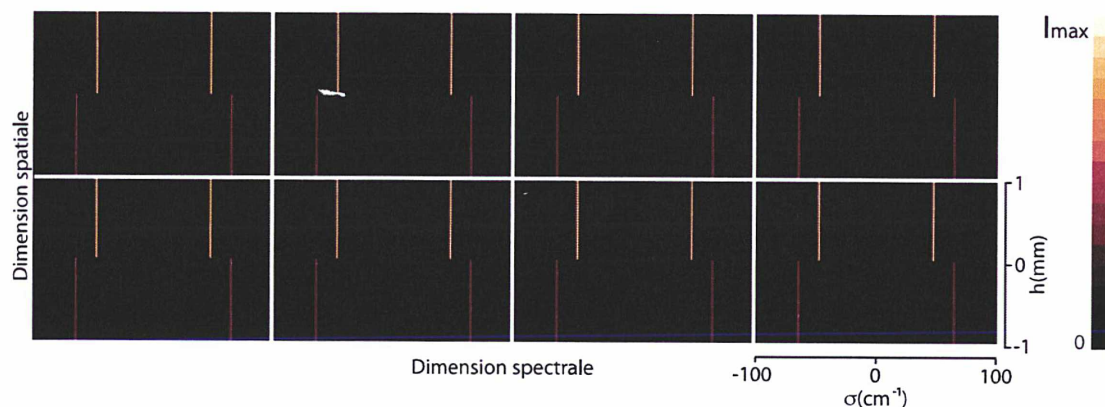 Imax
Dimension spatiale
1
0
h(mm)
-1
0
Dimension spectrale
-100
0
100
σ(cm⁻¹)